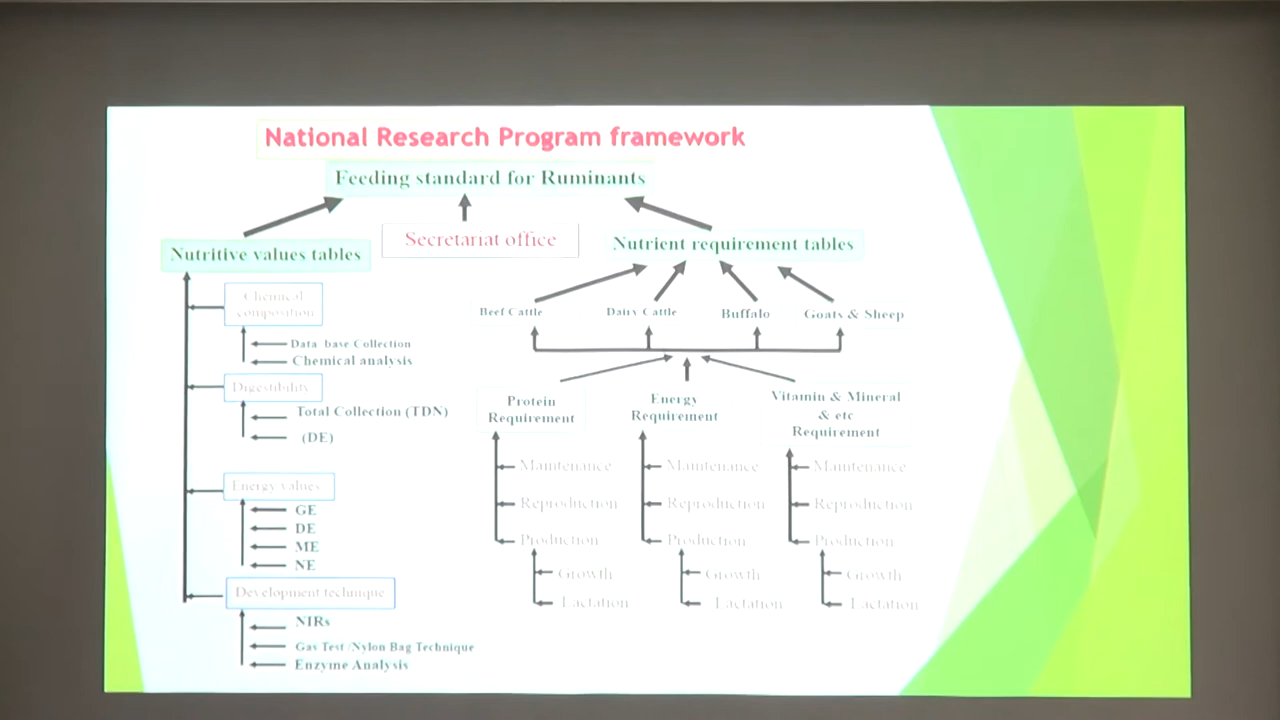 National Research Program framework
Feeding standard for Ruminants
Secretariat office
Nutritive values tables
Nutrient requirement tables
Chemical
composition
Data base Collection
Chemical analysis
Digestibility
Total Collection (TDN)
(DE)
Energy values
GE
DE
ME
NE
Development technique
NIRs
Gas Test /Nylon Bag Technique
Enzyme Analysis
Beef Cattle
Dairy Cattle
Buffalo
Goats & Sheep
Protein
Requirement
Maintenance
Reproduction
Production
Growth
Lactation
Energy
Requirement
Maintenance
Reproduction
Production
Growth
Lactation
Vitamin & Mineral
& etc
Requirement
Maintenance
Reproduction
Production
Growth
Lactation